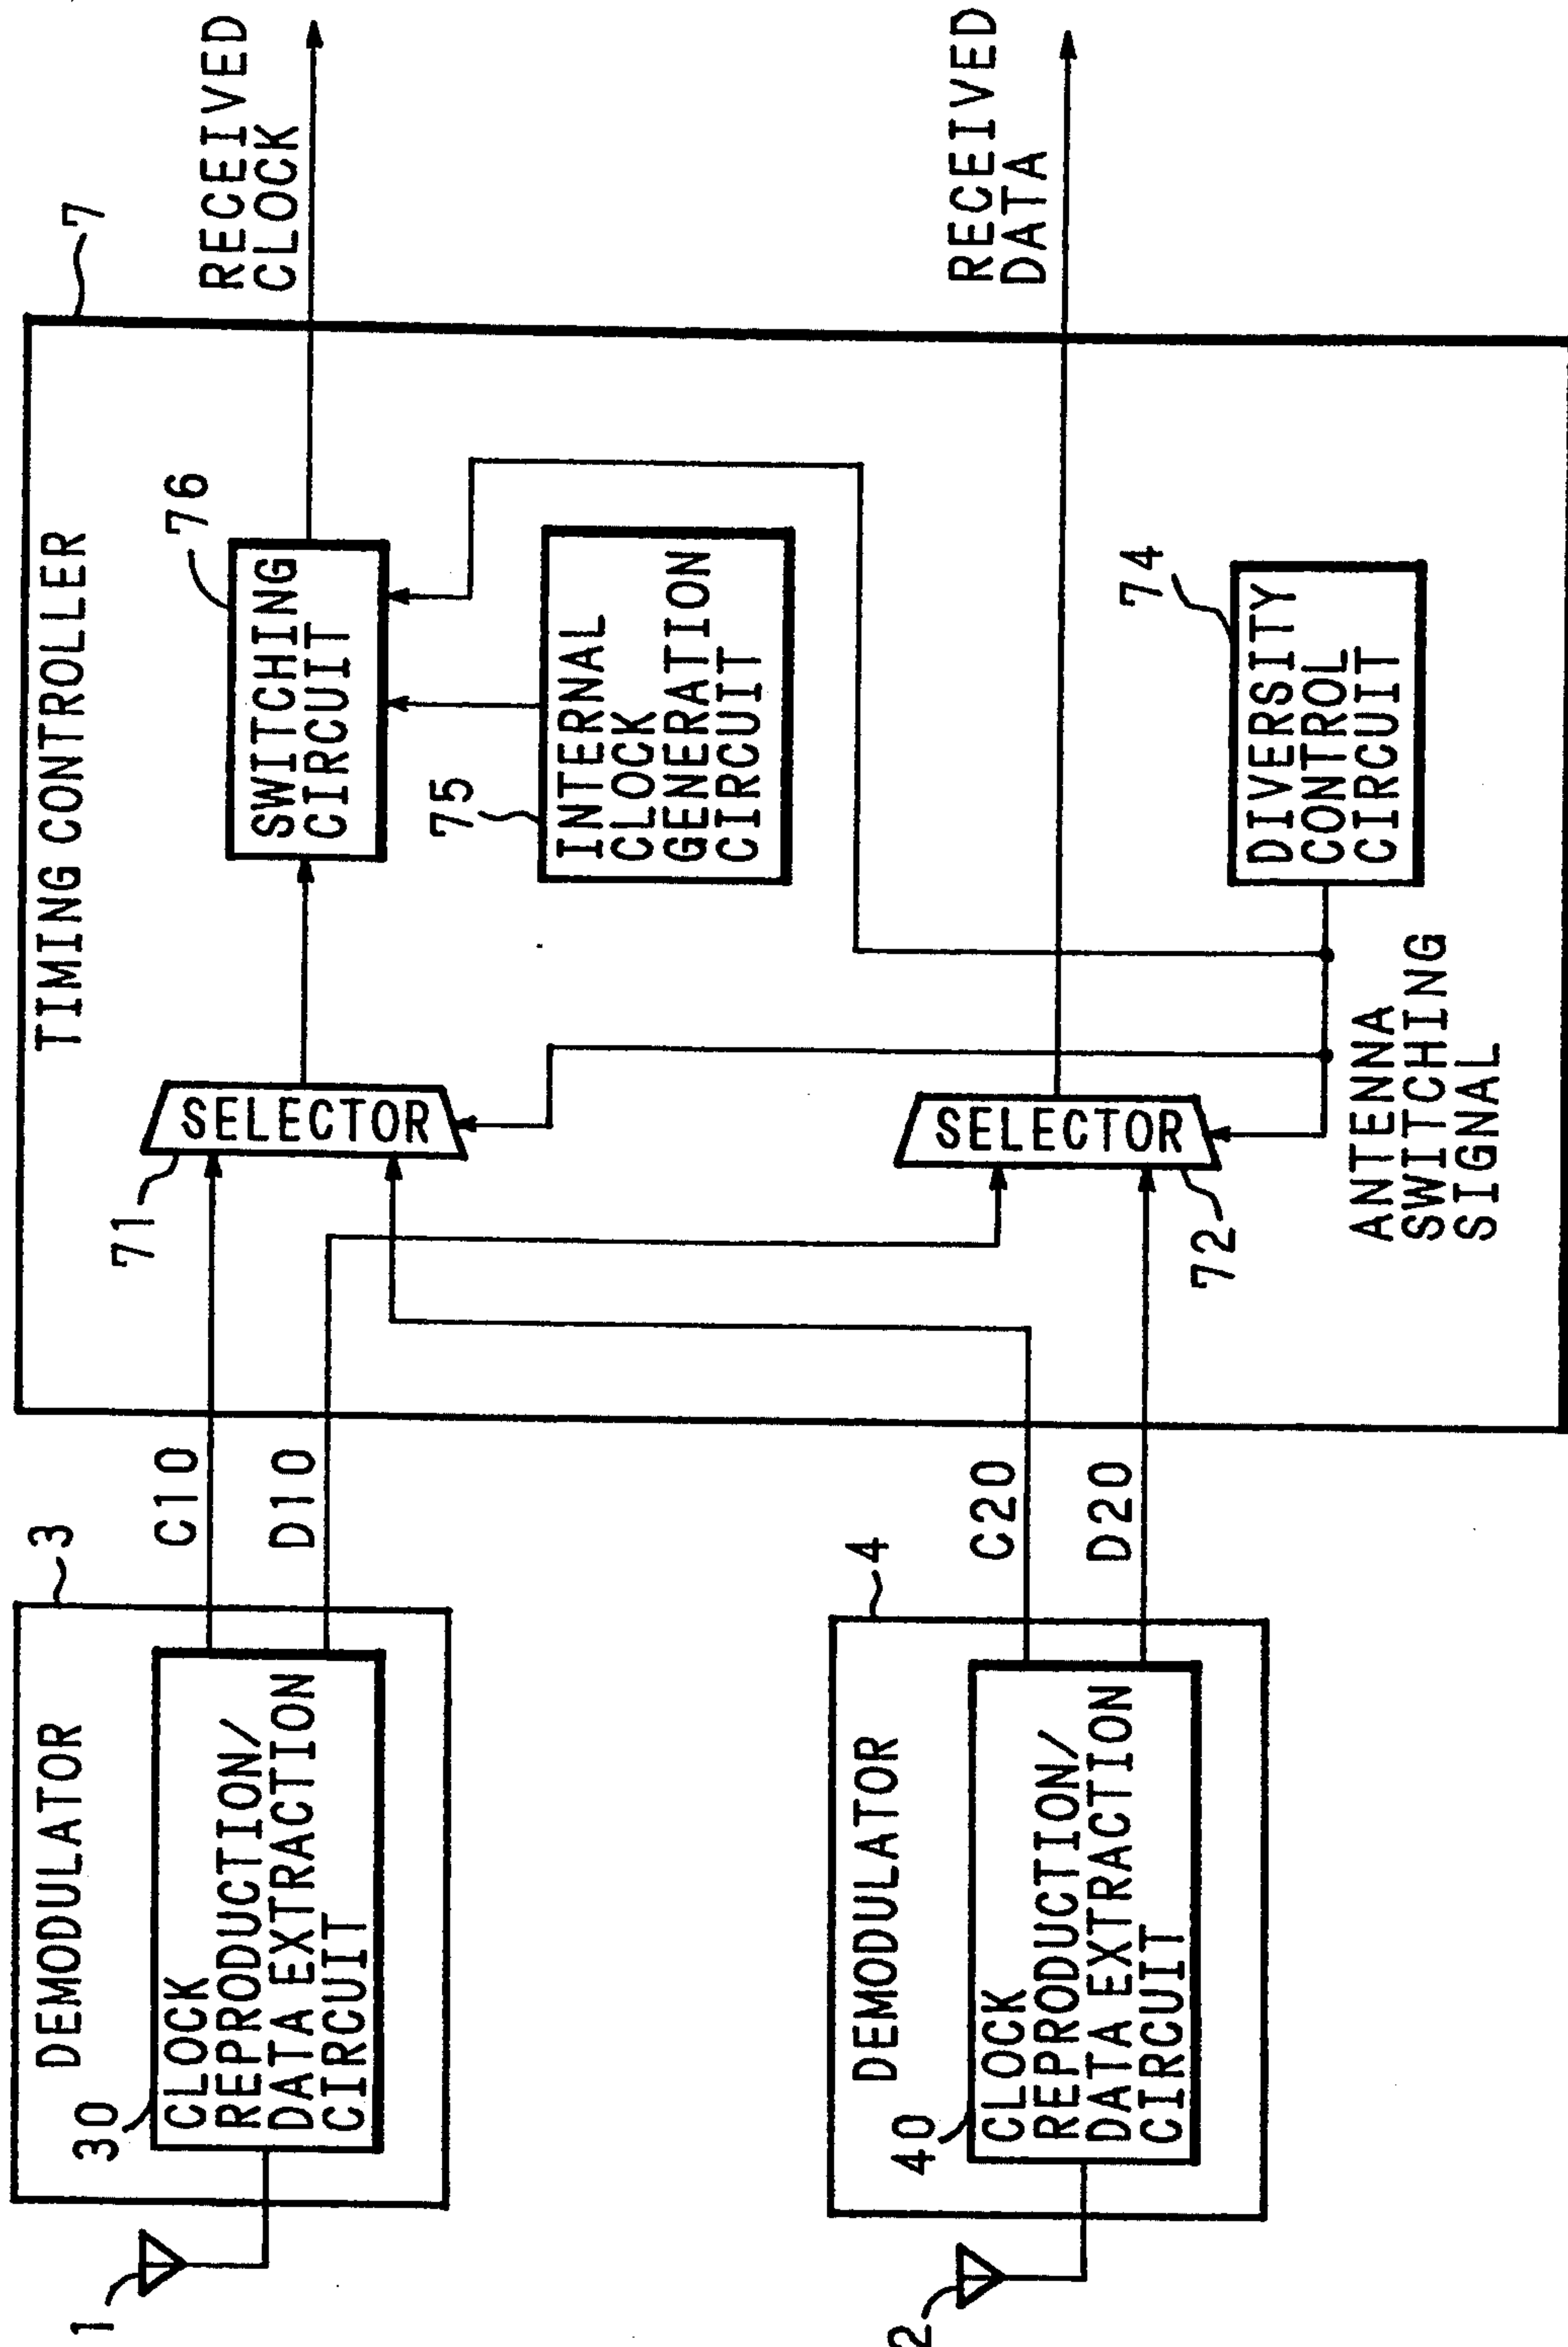 1
30
DEMODULATOR
3
CLOCK
REPRODUCTION/
DATA EXTRACTION
CIRCUIT
C10
D10
2
40
DEMODULATOR
4
CLOCK
REPRODUCTION/
DATA EXTRACTION
CIRCUIT
C20
D20
TIMING CONTROLLER
7
71
SELECTOR
76
SWITCHING
CIRCUIT
RECEIVED
CLOCK
75
INTERNAL
CLOCK
GENERATION
CIRCUIT
SELECTOR
72
RECEIVED
DATA
74
DIVERSITY
CONTROL
CIRCUIT
ANTENNA
SWITCHING
SIGNAL